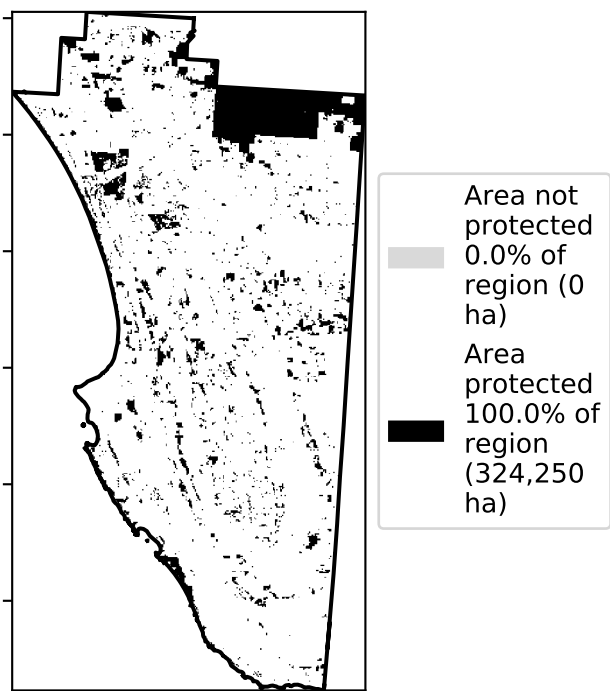 Area not
protected
0.0% of
region (0
ha)
Area
protected
100.0% of
region
(324,250
ha)